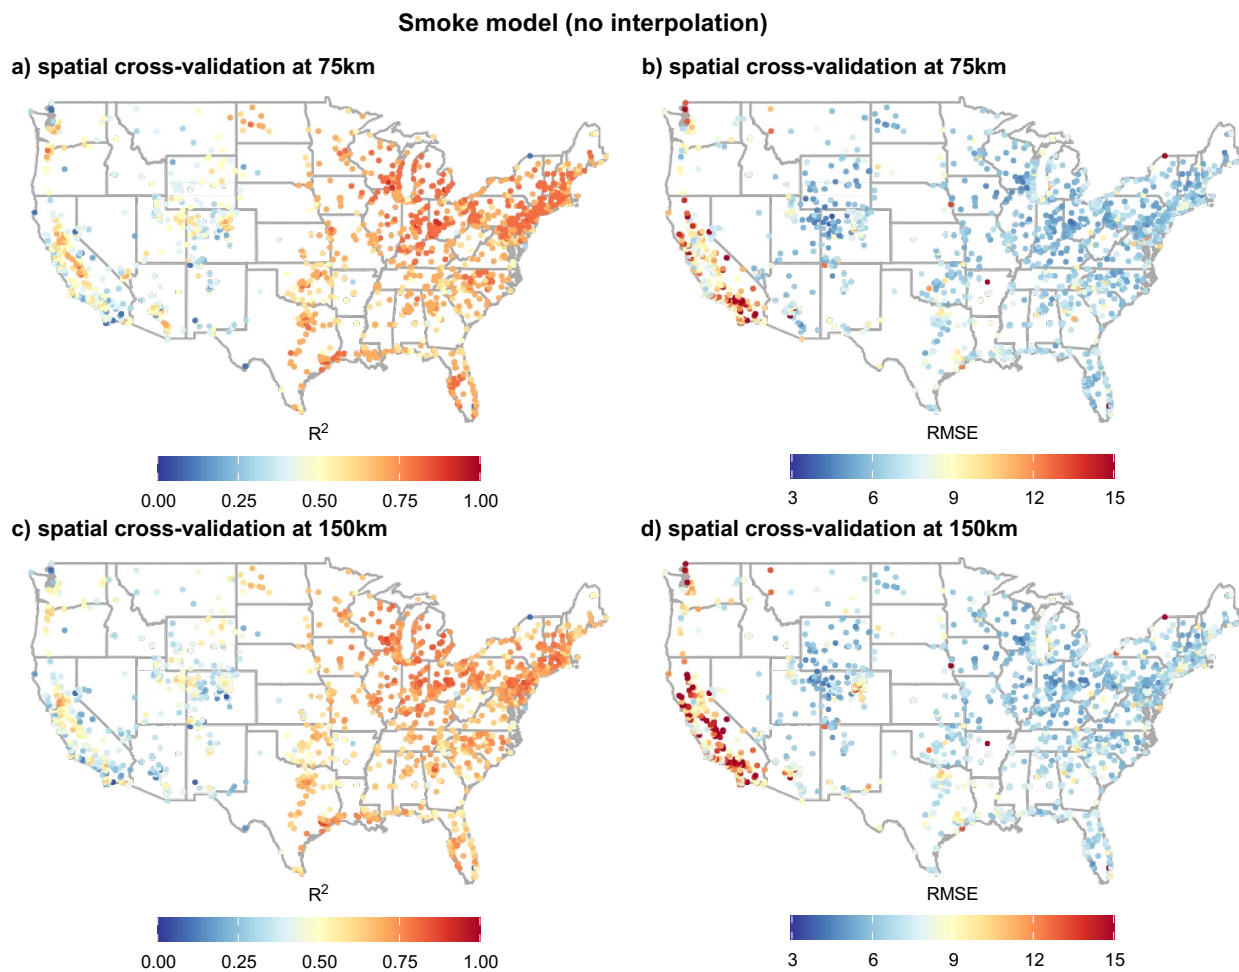 Smoke model (no interpolation)
a) spatial cross-validation at 75km
b) spatial cross-validation at 75km
R²
0.00 0.25 0.50 0.75 1.00
RMSE
3 6 9 12 15
c) spatial cross-validation at 150km
d) spatial cross-validation at 150km
R²
0.00 0.25 0.50 0.75 1.00
RMSE
3 6 9 12 15